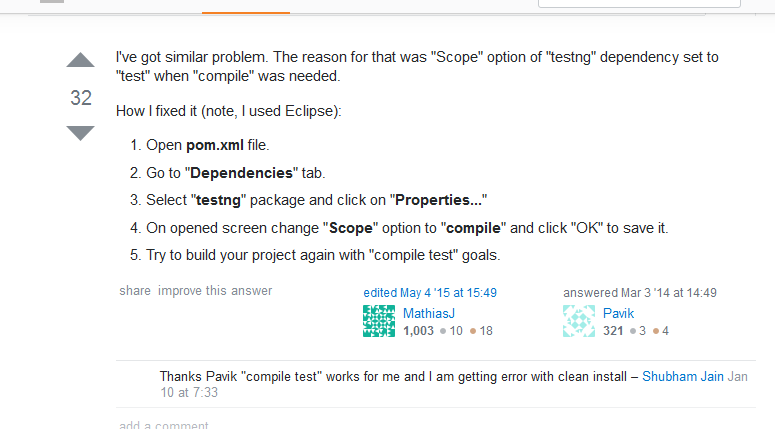 I've got similar problem. The reason for that was "Scope" option of "testng" dependency set to
"test" when "compile" was needed.
32
How I fixed it (note, I used Eclipse):
1. Open pom.xml file.
2. Go to "Dependencies" tab.
3. Select "testng" package and click on "Properties..."
4. On opened screen change "Scope" option to "compile" and click "OK" to save it.
5. Try to build your project again with "compile test" goals.
share improve this answer
edited May 4 '15 at 15:49
MathiasJ
1,003 ● 10 ● 18
answered Mar 3 '14 at 14:49
Pavik
321 ● 3 ● 4
Thanks Pavik "compile test" works for me and I am getting error with clean install – Shubham Jain Jan
10 at 7:33
add a comment